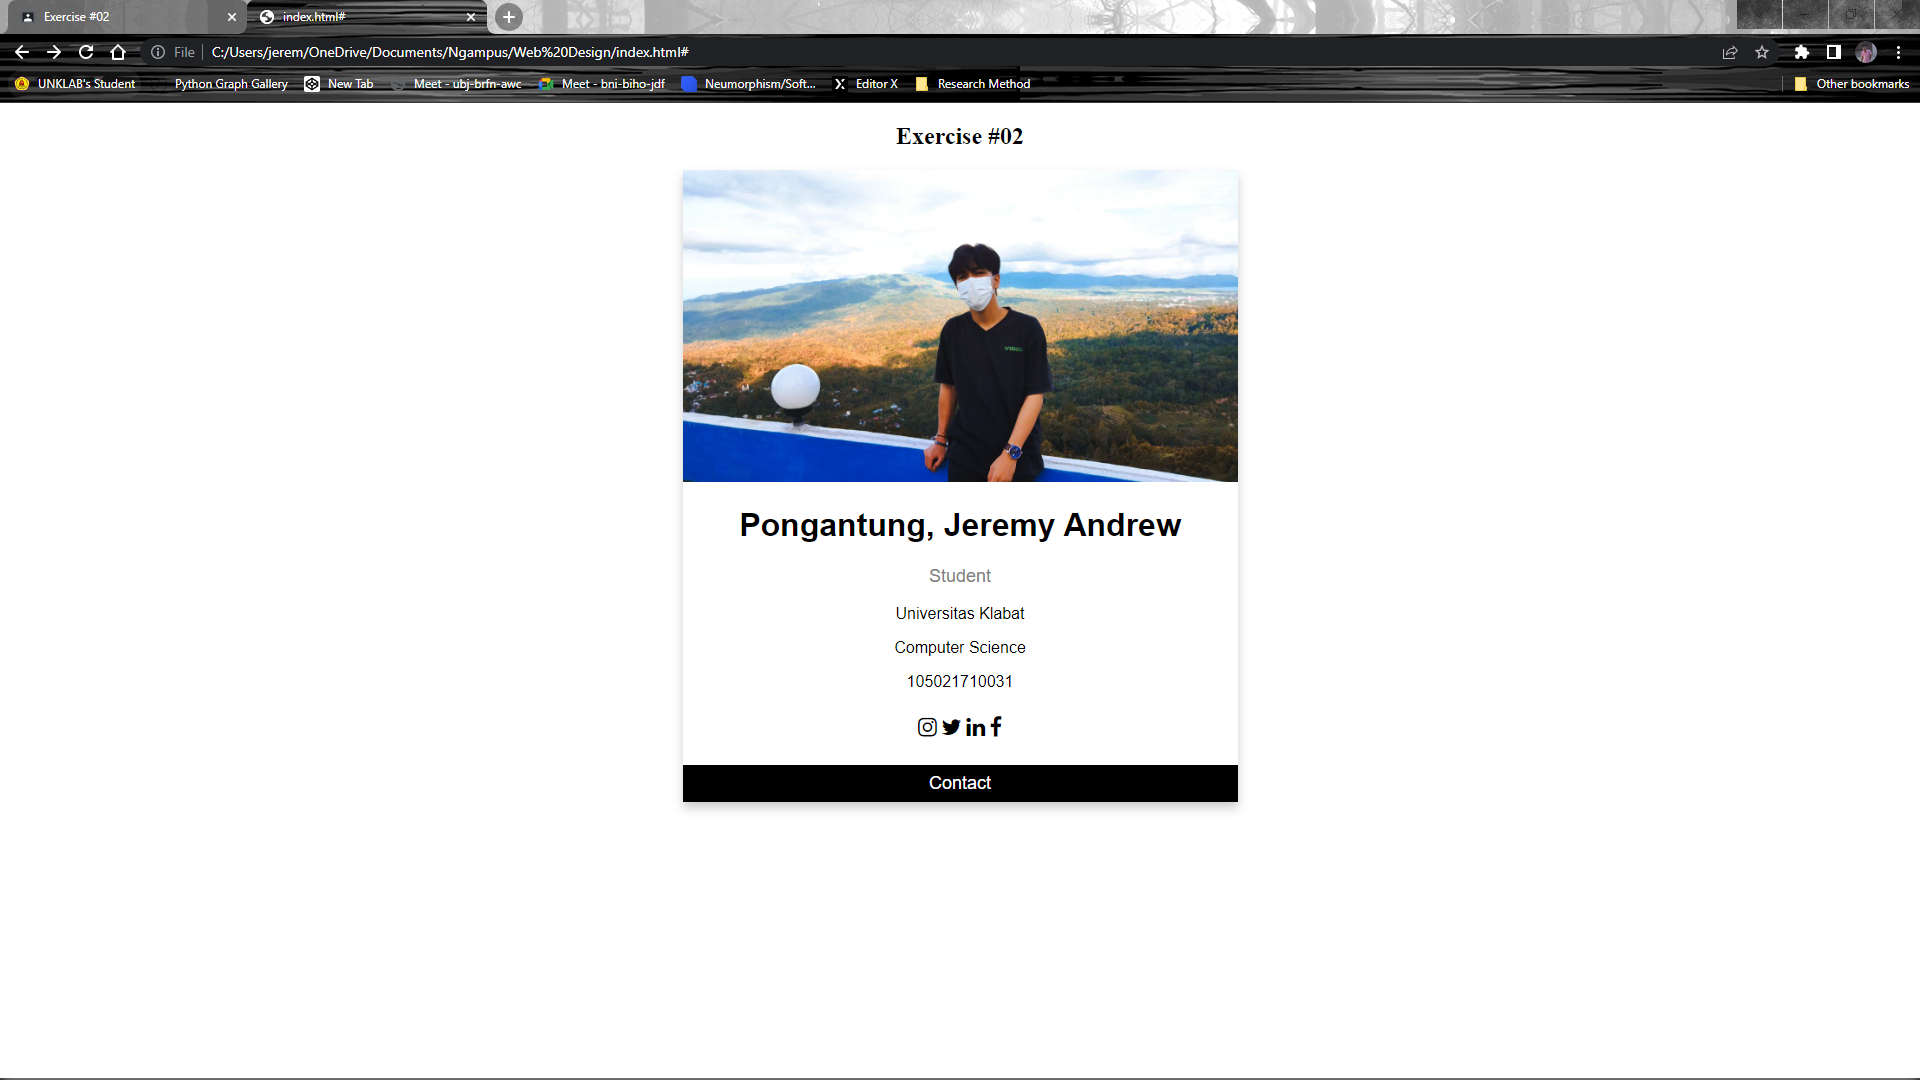 Exercise #02
index.html#
File
C:/Users/jerem/OneDrive/Documents/Ngampus/Web%20Design/index.html#
UNKLAB's Student
Python Graph Gallery
New Tab
Meet - ubj-brfn-awc
Meet - bni-biho-jdf
Neumorphism/Soft...
Editor X
Research Method
Other bookmarks
Exercise #02
Pongantung, Jeremy Andrew
Student
Universitas Klabat
Computer Science
105021710031
Contact